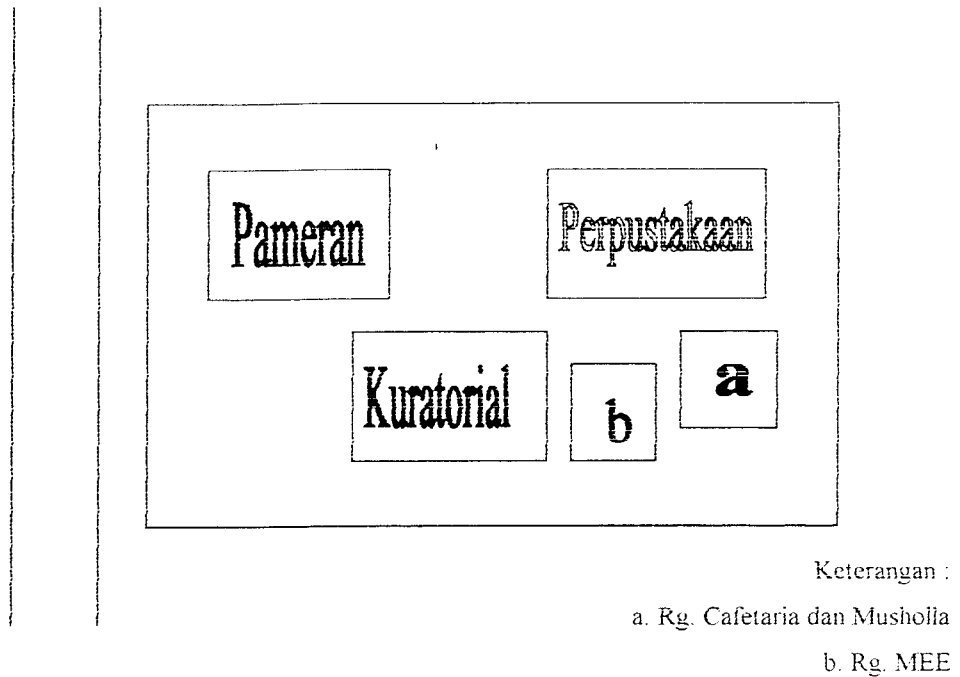 Pameran
Perpustakaan
Kuratorial
b
a
Keterangan :
a. Rg. Cafetaria dan Musholla
b. Rg. MEE